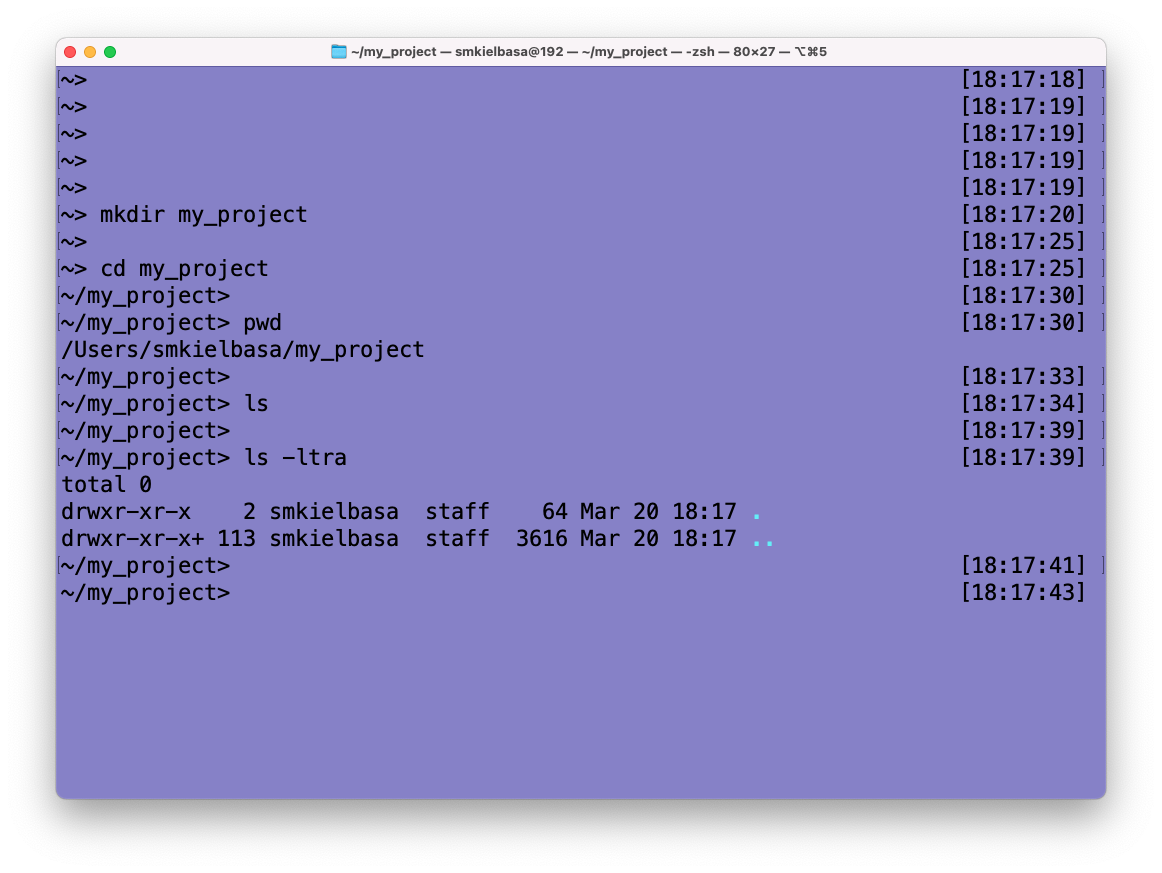 ~/my_project — smkielbasa@192 — ~/my_project — -zsh — 80×27 — ⌥⌘5
~> [18:17:18]
~> [18:17:19]
~> [18:17:19]
~> [18:17:19]
~> [18:17:19]
~> mkdir my_project [18:17:20]
~> [18:17:25]
~> cd my_project [18:17:25]
~/my_project> [18:17:30]
~/my_project> pwd [18:17:30]
/Users/smkielbasa/my_project
~/my_project> [18:17:33]
~/my_project> ls [18:17:34]
~/my_project> [18:17:39]
~/my_project> ls -ltra [18:17:39]
total 0
drwxr-xr-x    2 smkielbasa  staff    64 Mar 20 18:17 .
drwxr-xr-x+ 113 smkielbasa  staff  3616 Mar 20 18:17 ..
~/my_project> [18:17:41]
~/my_project> [18:17:43]